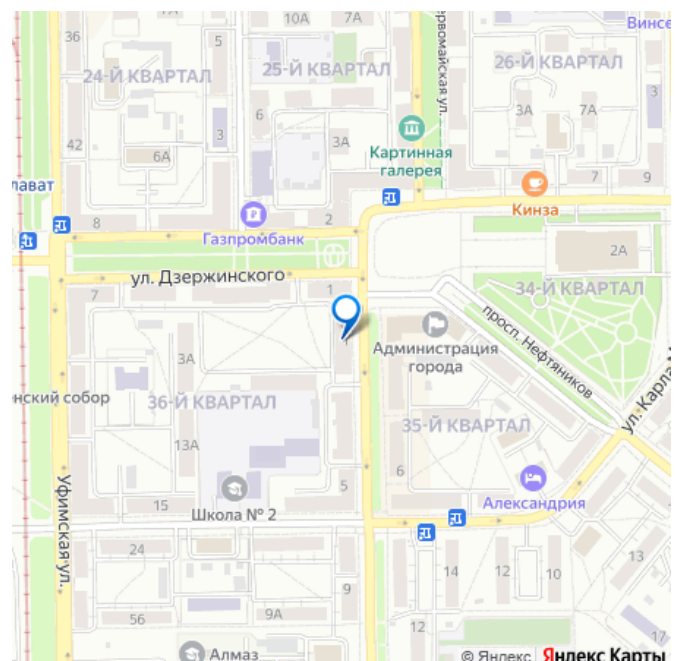 36
5
10А
7А
Винсе
24-Й КВАРТАЛ
25-Й КВАРТАЛ
26-Й КВАРТАЛ
ервомайская ул.
3
6
3А
7А
3
42
6А
3А
Картинная
галерея
7
9
лават
8
2
Кинза
Газпромбанк
2А
ул. Дзержинского
34-Й КВАРТАЛ
7
1
просп. Нефтяников
3А
Администрация
города
енский собор
36-Й КВАРТАЛ
ул. Карла М
35-Й КВАРТАЛ
13А
6
Уфимская ул.
5
Александрия
15
Школа № 2
24
14
12
10
13
9
56
9А
17
Алмаз
© Яндекс Яндекс Карты